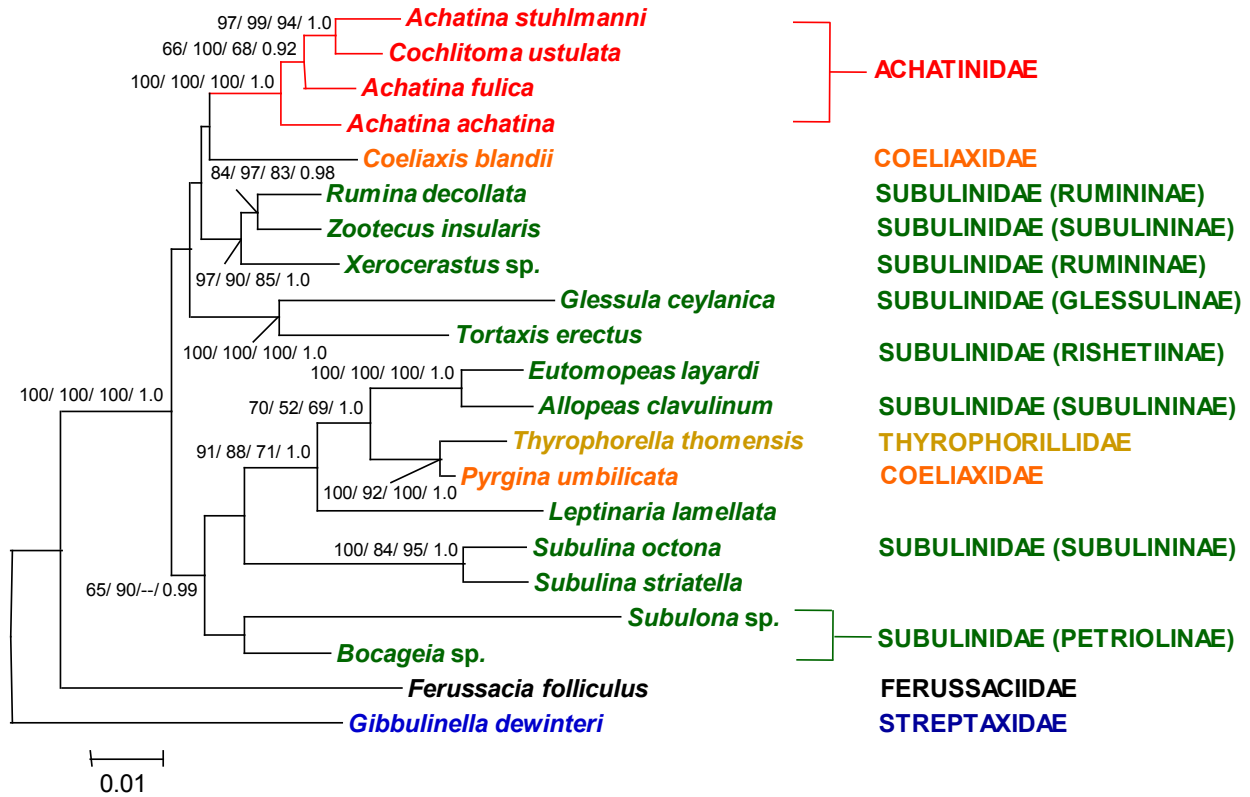 97/ 99/ 94/ 1.0
Achatina stuhlmanni
66/ 100/ 68/ 0.92
Cochlitoma ustulata
ACHATINIDAE
100/ 100/ 100/ 1.0
Achatina fulica
Achatina achatina
Coeliaxis blandii
COELIAXIDAE
84/ 97/ 83/ 0.98
Rumina decollata
SUBULINIDAE (RUMININAE)
Zootecus insularis
SUBULINIDAE (SUBULININAE)
Xerocerastus sp.
SUBULINIDAE (RUMININAE)
97/ 90/ 85/ 1.0
Glessula ceylanica
SUBULINIDAE (GLESSULINAE)
Tortaxis erectus
100/ 100/ 100/ 1.0
SUBULINIDAE (RISHETIINAE)
100/ 100/ 100/ 1.0
Eutomopeas layardi
100/ 100/ 100/ 1.0
Allopeas clavulinum
SUBULINIDAE (SUBULININAE)
70/ 52/ 69/ 1.0
Thyrophorella thomensis
THYROPHORILLIDAE
91/ 88/ 71/ 1.0
Pyrgina umbilicata
COELIAXIDAE
100/ 92/ 100/ 1.0
Leptinaria lamellata
100/ 84/ 95/ 1.0
Subulina octona
SUBULINIDAE (SUBULININAE)
Subulina striatella
65/ 90/--/ 0.99
Subulona sp.
SUBULINIDAE (PETRIOLINAE)
Bocageia sp.
Ferussacia folliculus
FERUSSACIIDAE
Gibbulinella dewinteri
STREPTAXIDAE
0.01